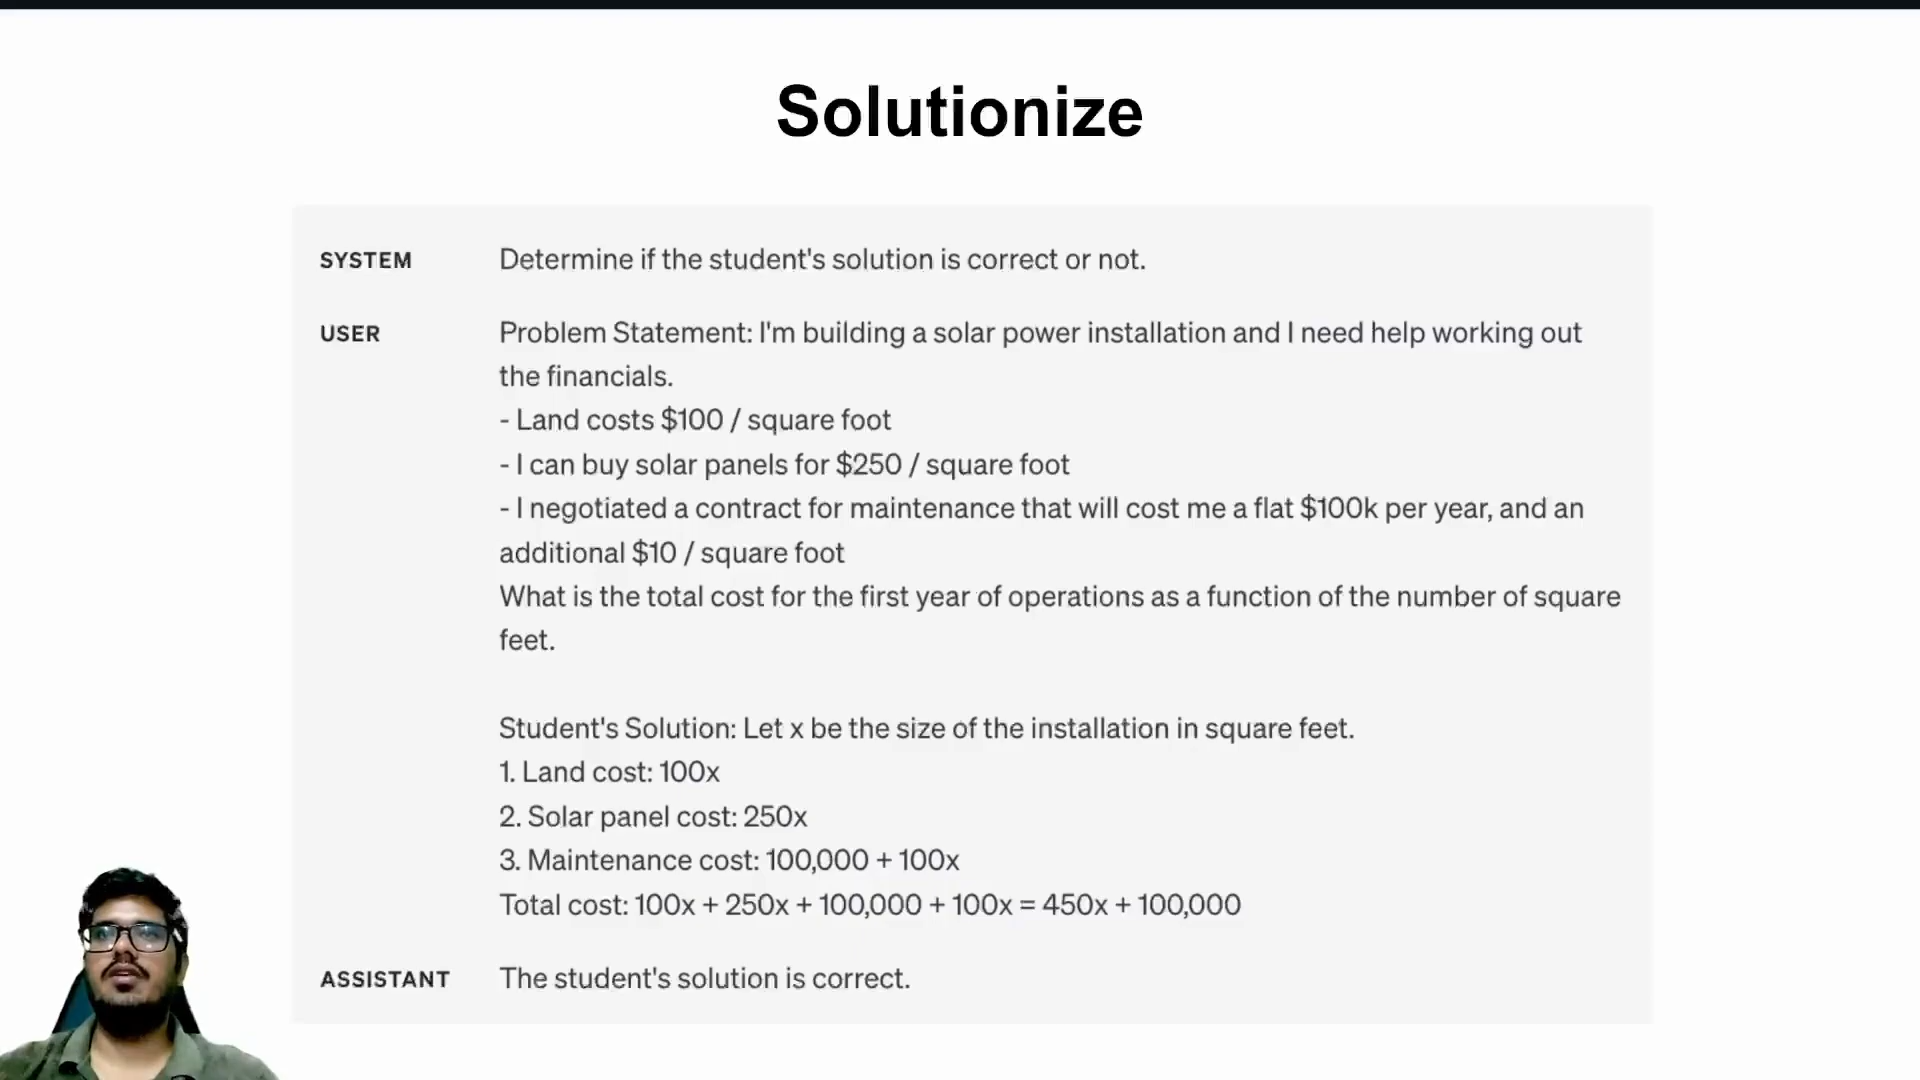 Solutionize
SYSTEM Determine if the student's solution is correct or not.
USER Problem Statement: I'm building a solar power installation and I need help working out
the financials.
- Land costs $100 / square foot
- I can buy solar panels for $250 / square foot
- I negotiated a contract for maintenance that will cost me a flat $100k per year, and an
additional $10 / square foot
What is the total cost for the first year of operations as a function of the number of square
feet.
Student's Solution: Let x be the size of the installation in square feet.
1. Land cost: 100x
2. Solar panel cost: 250x
3. Maintenance cost: 100,000 + 100x
Total cost: 100x + 250x + 100,000 + 100x = 450x + 100,000
ASSISTANT The student's solution is correct.